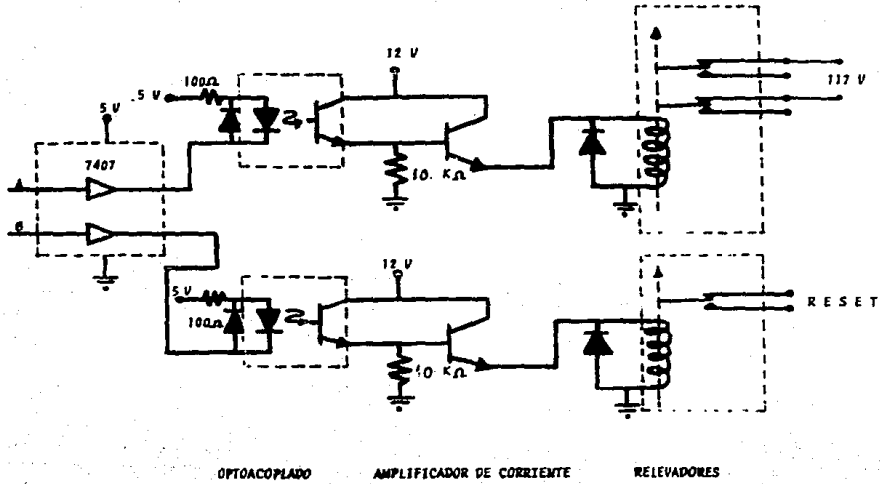 12 V
100Ω
5 V
117 V
5 V
7407
10. KΩ
A
B
12 V
5 V
RESET
100Ω
10. KΩ
OPTOACOPLADO AMPLIFICADOR DE CORRIENTE RELEVADORES